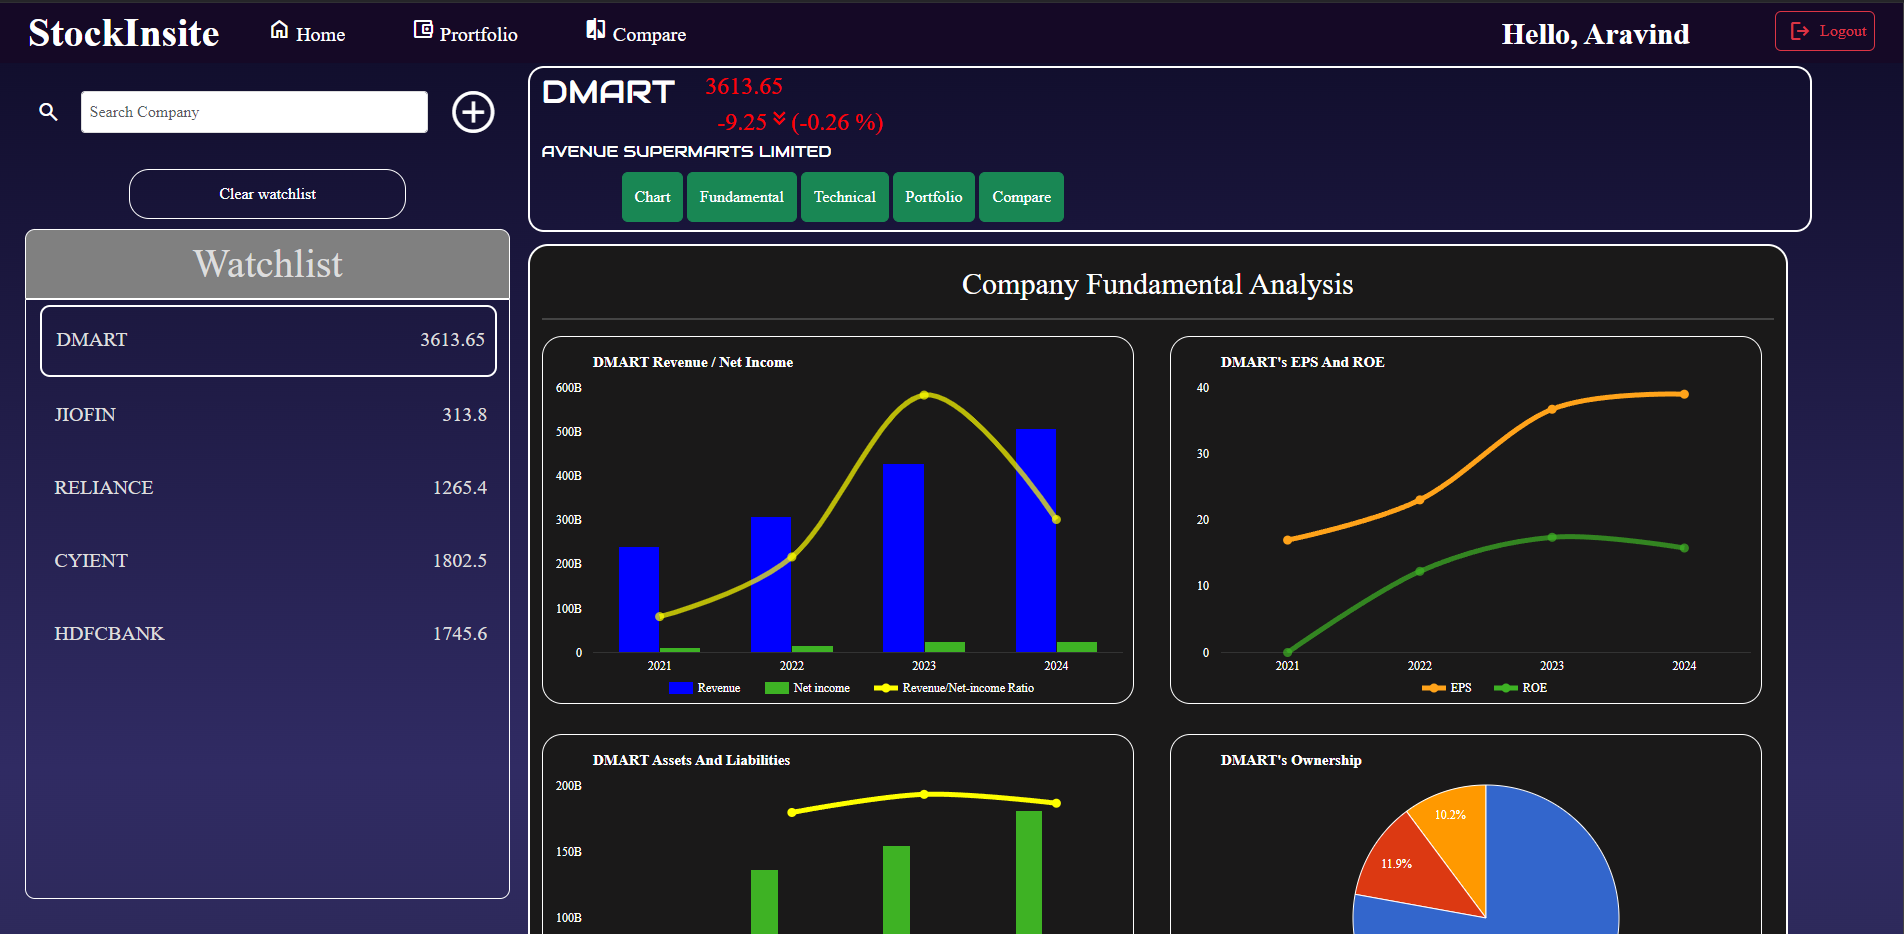 StockInsite
Home
Prortfolio
Compare
Hello, Aravind
Logout
Search Company
Clear watchlist
Watchlist
DMART 3613.65
JIOFIN 313.8
RELIANCE 1265.4
CYIENT 1802.5
HDFCBANK 1745.6
DMART 3613.65
-9.25 (-0.26 %)
AVENUE SUPERMARTS LIMITED
Chart
Fundamental
Technical
Portfolio
Compare
Company Fundamental Analysis
DMART Revenue / Net Income
600B
500B
400B
300B
200B
100B
0
2021 2022 2023 2024
Revenue Net income Revenue/Net-income Ratio
DMART's EPS And ROE
40
30
20
10
0
2021 2022 2023 2024
EPS ROE
DMART Assets And Liabilities
200B
150B
100B
DMART's Ownership
10.2%
11.9%